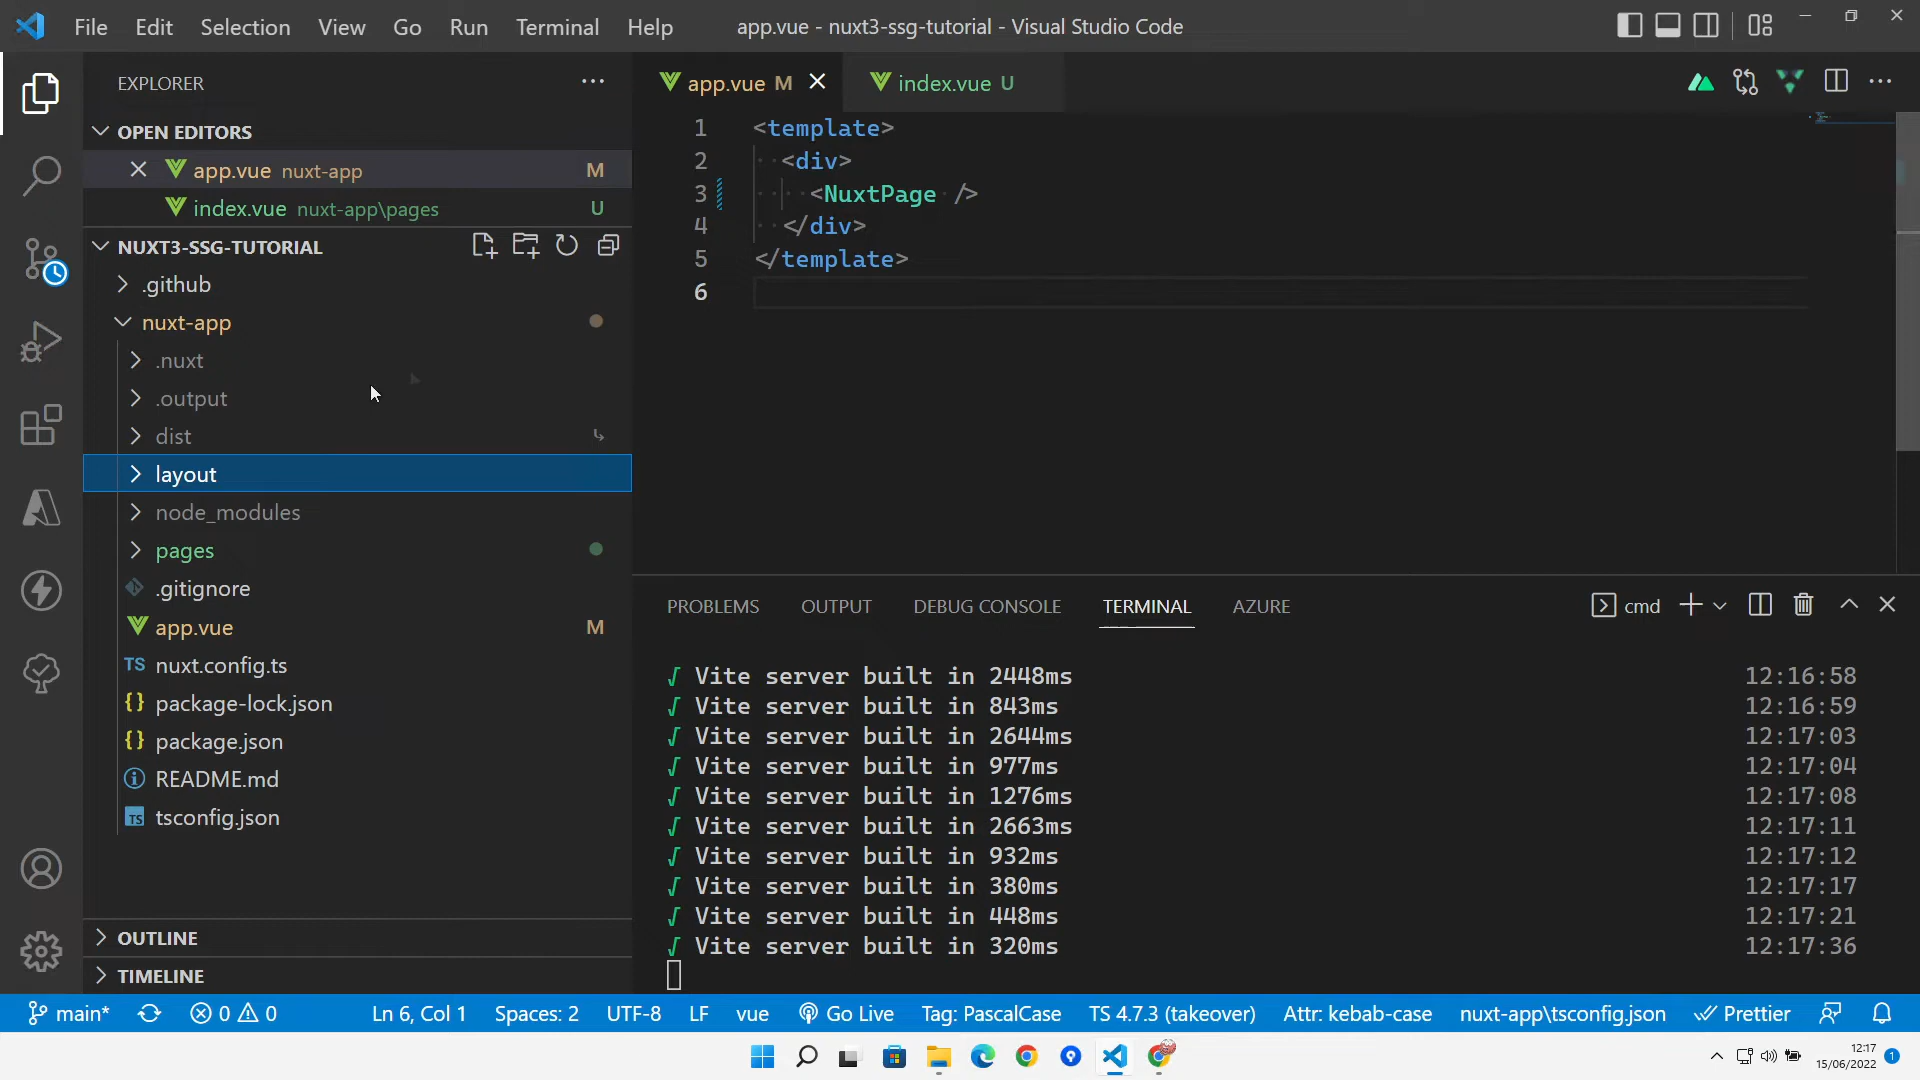 File Edit Selection View Go Run Terminal Help
app.vue - nuxt3-ssg-tutorial - Visual Studio Code
EXPLORER
OPEN EDITORS
app.vue nuxt-app M
index.vue nuxt-app\pages U
NUXT3-SSG-TUTORIAL
.github
nuxt-app
.nuxt
.output
dist
layout
node_modules
pages
.gitignore
app.vue M
TS nuxt.config.ts
{} package-lock.json
{} package.json
README.md
TS tsconfig.json
OUTLINE
TIMELINE
app.vue M
index.vue U
1 <template>
2 <div>
3 <NuxtPage />
4 </div>
5 </template>
6
PROBLEMS OUTPUT DEBUG CONSOLE TERMINAL AZURE
cmd
√ Vite server built in 2448ms 12:16:58
√ Vite server built in 843ms 12:16:59
√ Vite server built in 2644ms 12:17:03
√ Vite server built in 977ms 12:17:04
√ Vite server built in 1276ms 12:17:08
√ Vite server built in 2663ms 12:17:11
√ Vite server built in 932ms 12:17:12
√ Vite server built in 380ms 12:17:17
√ Vite server built in 448ms 12:17:21
√ Vite server built in 320ms 12:17:36
main* 0 0 Ln 6, Col 1 Spaces: 2 UTF-8 LF vue Go Live Tag: PascalCase TS 4.7.3 (takeover) Attr: kebab-case nuxt-app\tsconfig.json Prettier
12:17
15/06/2022
1